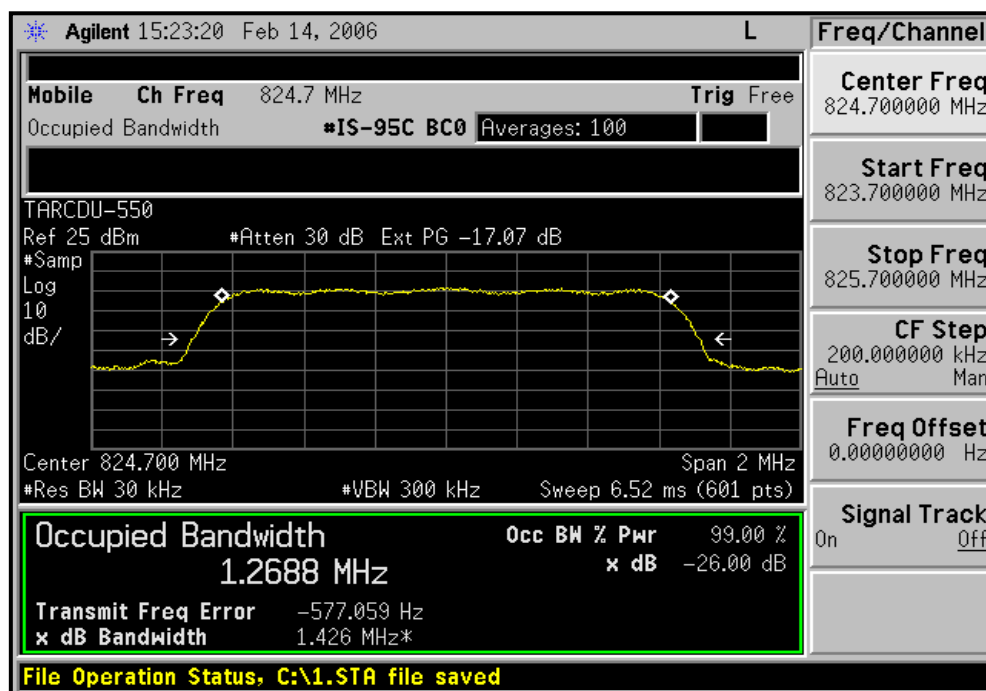 Agilent 15:23:20 Feb 14, 2006 L
Freq/Channel
Mobile Ch Freq 824.7 MHz Trig Free
Occupied Bandwidth #IS-95C BC0 Averages: 100
TARCDU-550
Ref 25 dBm #Atten 30 dB Ext PG -17.07 dB
#Samp
Log
10
dB/
Center 824.700 MHz Span 2 MHz
#Res BW 30 kHz #VBW 300 kHz Sweep 6.52 ms (601 pts)
Occupied Bandwidth Occ BW % Pwr 99.00 %
1.2688 MHz x dB -26.00 dB
Transmit Freq Error -577.059 Hz
x dB Bandwidth 1.426 MHz*
File Operation Status, C:\1.STA file saved
Center Freq
824.700000 MHz
Start Freq
823.700000 MHz
Stop Freq
825.700000 MHz
CF Step
200.000000 kHz
Auto Man
Freq Offset
0.00000000 Hz
Signal Track
On Off